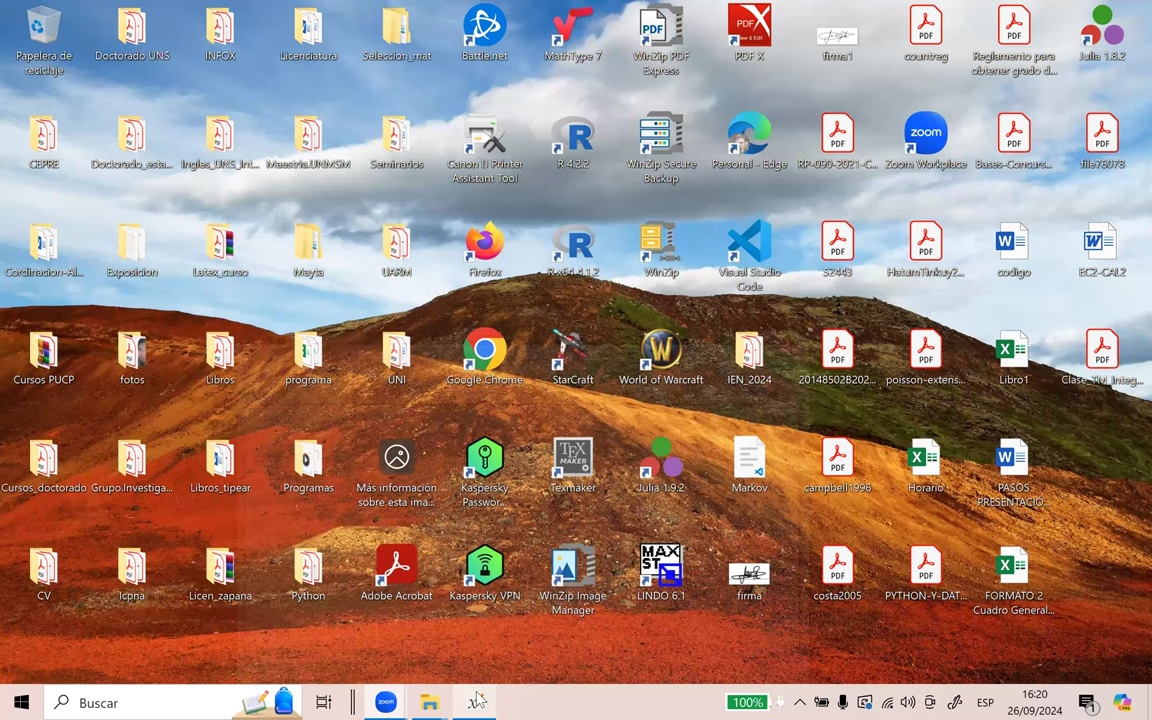 Papelera de reciclaje
Doctorado UNS
INFOX
Licenciatura
Seleccion_mat
Battle.net
MathType 7
WinZip PDF Express
PDF X
firma1
countreg
Reglamento para obtener grado d...
Julia 1.8.2
CEPRE
Doctorado_esta...
Ingles_UNS_Int...
Maestria.UNMSM
Seminarios
Canon IJ Printer Assistant Tool
R 4.2.2
WinZip Secure Backup
Personal - Edge
RP-090-2021-C...
Zoom Workplace
Bases-Concurs...
file76078
Cordinacion-Al...
Exposicion
Latex_curso
Mayta
UARM
Firefox
R x64 4.1.2
WinZip
Visual Studio Code
S2443
HatumTinkuy2...
codigo
EC2-CAL2
Cursos PUCP
fotos
Libros
programa
UNI
Google Chrome
StarCraft
World of Warcraft
IEN_2024
20148502B202...
poisson-extens...
Libro1
Clase_TM_Integ...
Cursos_doctorado
Grupo.Investiga...
Libros_tipear
Programas
Más información sobre esta ima...
Kaspersky Passwor...
Texmaker
Julia 1.9.2
Markov
campbell1996
Horario
PASOS PRESENTACIÓ...
CV
Icpna
Licen_zapana
Python
Adobe Acrobat
Kaspersky VPN
WinZip Image Manager
LINDO 6.1
firma
costa2005
PYTHON-Y-DAT...
FORMATO 2 Cuadro General...
Buscar
zoom
100%
ESP
16:20
26/09/2024